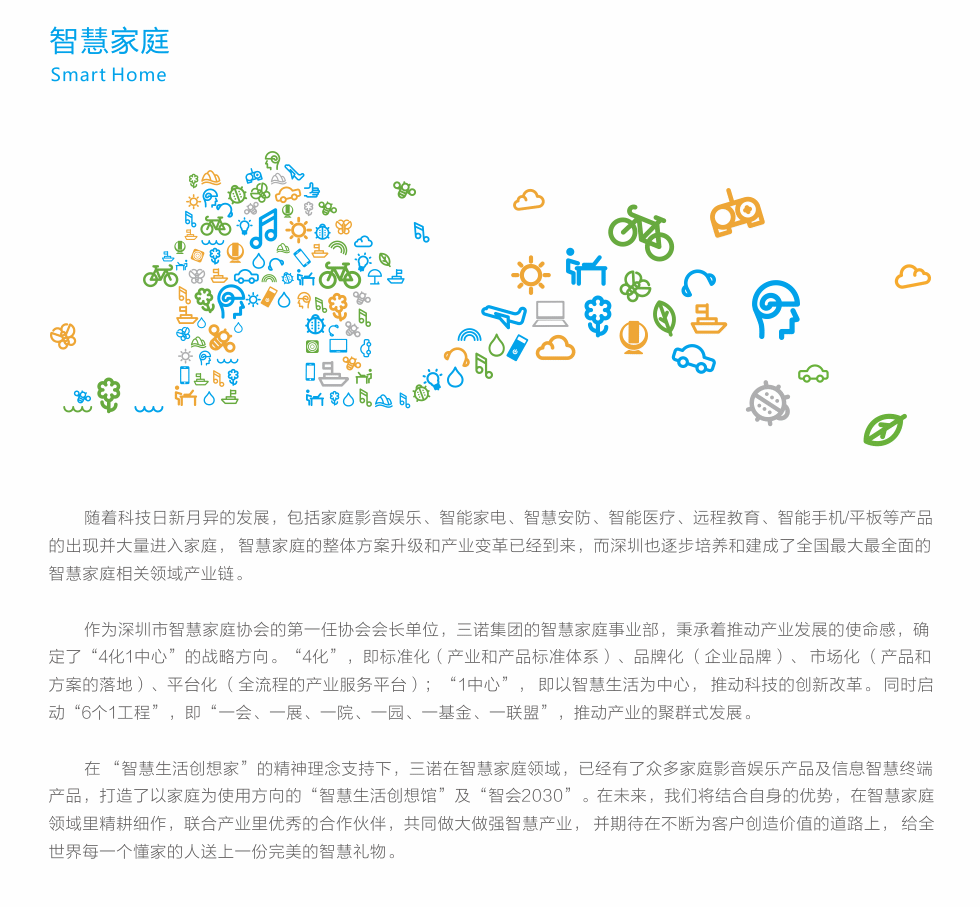 智慧家庭
Smart Home
随着科技日新月异的发展，包括家庭影音娱乐、智能家电、智慧安防、智能医疗、远程教育、智能手机/平板等产品
的出现并大量进入家庭， 智慧家庭的整体方案升级和产业变革已经到来，而深圳也逐步培养和建成了全国最大最全面的
智慧家庭相关领域产业链。
作为深圳市智慧家庭协会的第一任协会会长单位，三诺集团的智慧家庭事业部，秉承着推动产业发展的使命感，确
定了“4化1中心”的战略方向。“4化”，即标准化（产业和产品标准体系）、品牌化（企业品牌）、市场化（产品和
方案的落地）、平台化（全流程的产业服务平台）；“1中心”， 即以智慧生活为中心， 推动科技的创新改革。同时启
动“6个1工程”，即“一会、一展、一院、一园、一基金、一联盟”，推动产业的聚群式发展。
在 “智慧生活创想家”的精神理念支持下，三诺在智慧家庭领域，已经有了众多家庭影音娱乐产品及信息智慧终端
产品，打造了以家庭为使用方向的“智慧生活创想馆”及“智会2030”。在未来，我们将结合自身的优势，在智慧家庭
领域里精耕细作，联合产业里优秀的合作伙伴，共同做大做强智慧产业， 并期待在不断为客户创造价值的道路上， 给全
世界每一个懂家的人送上一份完美的智慧礼物。